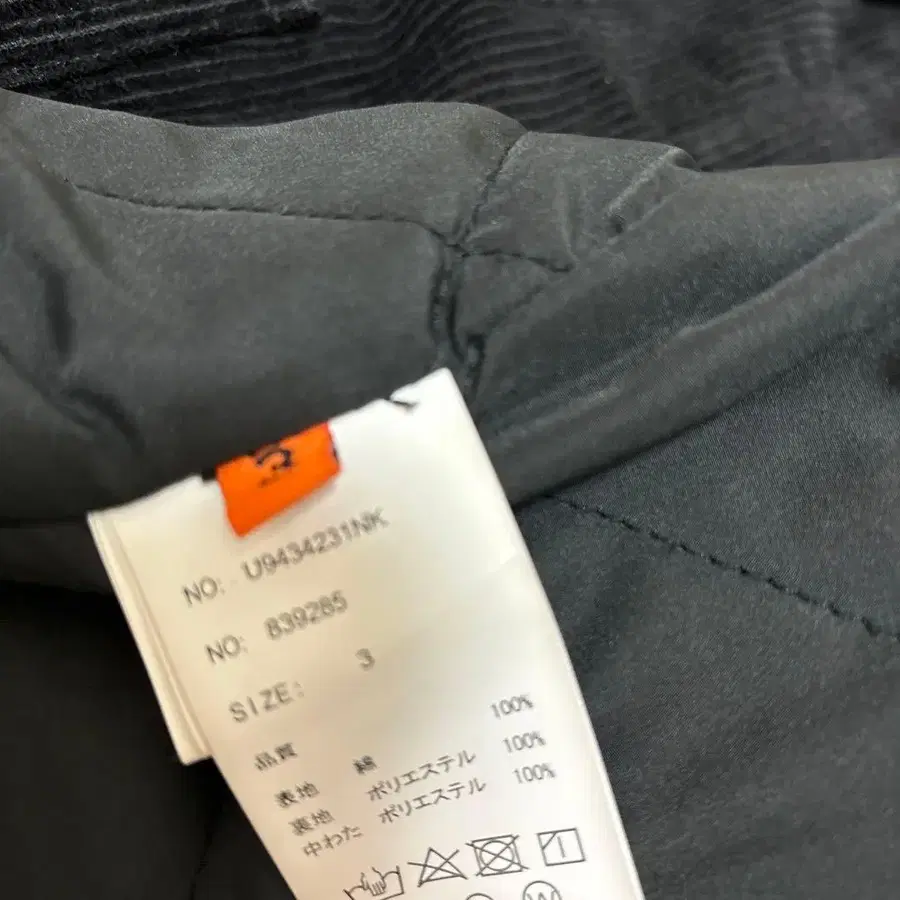 NO: U9434231NK
NO: 839285
SIZE: 3
品質
表地 綿 100%
裏地 ポリエステル 100%
中わた ポリエステル 100%
W